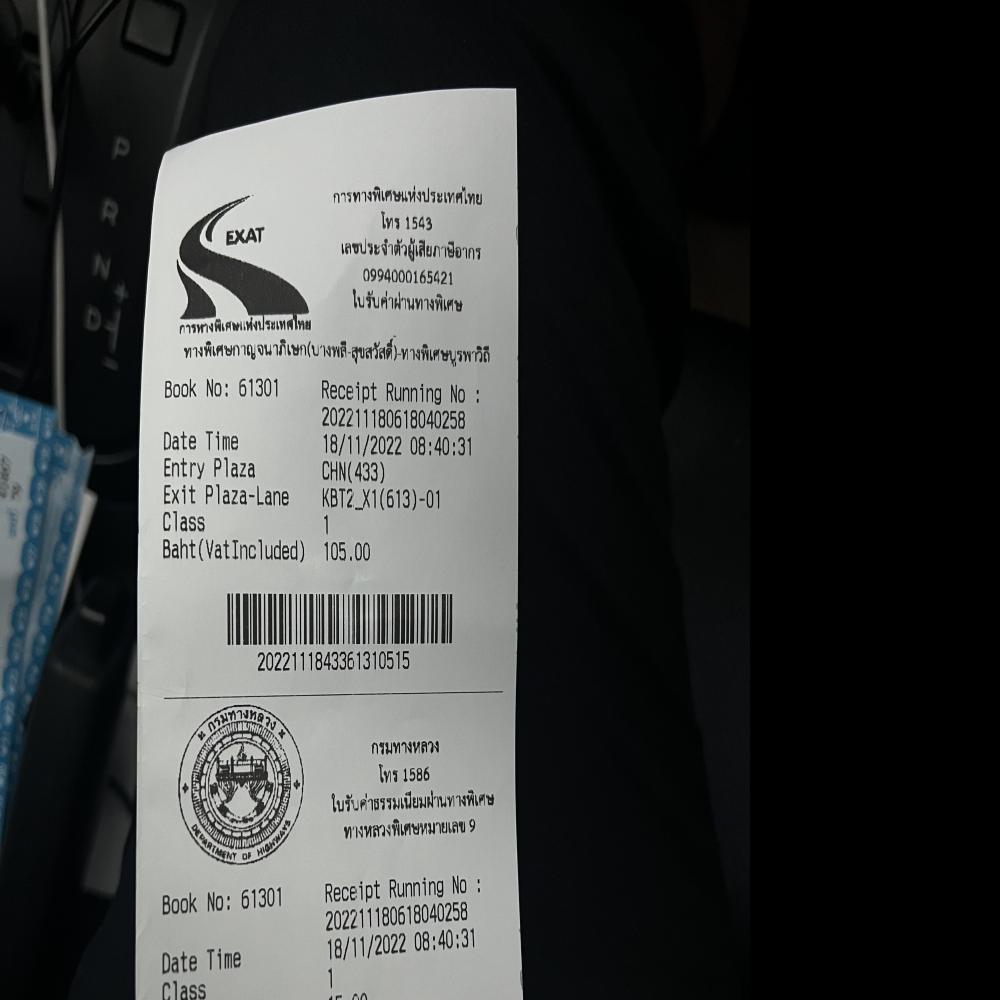 P
R
N
D
+
-
EXAT
การทางพิเศษแห่งประเทศไทย
การทางพิเศษแห่งประเทศไทย
โทร 1543
เลขประจำตัวผู้เสียภาษีอากร
0994000165421
ใบรับค่าผ่านทางพิเศษ
ทางพิเศษกาญจนาภิเษก(บางพลี-สุขสวัสดิ์)-ทางพิเศษบูรพาวิถี
Book No: 61301 Receipt Running No :
202211180618040258
Date Time 18/11/2022 08:40:31
Entry Plaza CHN(433)
Exit Plaza-Lane KBT2_X1(613)-01
Class 1
Baht(VatIncluded) 105.00
2022111843361310515
กรมทางหลวง
DEPARTMENT OF HIGHWAYS
กรมทางหลวง
โทร 1586
ใบรับค่าธรรมเนียมผ่านทางพิเศษ
ทางหลวงพิเศษหมายเลข 9
Book No: 61301 Receipt Running No :
202211180618040258
Date Time 18/11/2022 08:40:31
Class 1